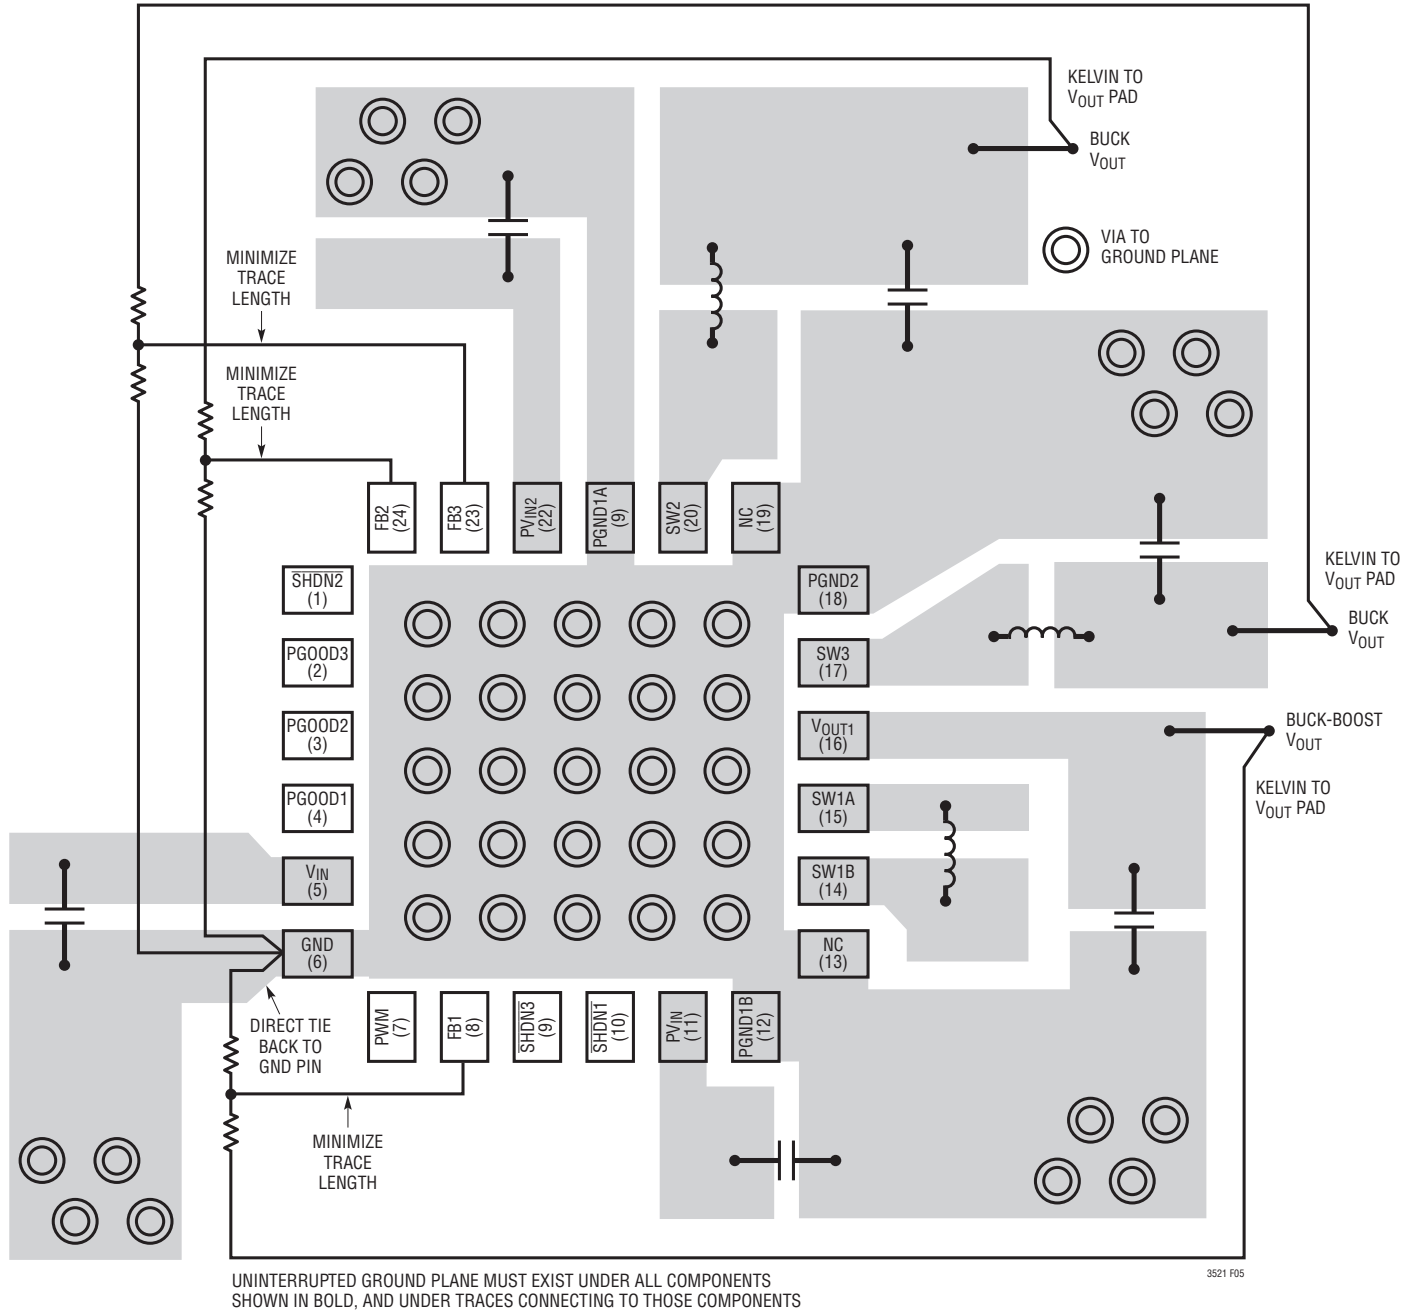 KELVIN TO
VOUT PAD
BUCK
VOUT
VIA TO
GROUND PLANE
MINIMIZE
TRACE
LENGTH
MINIMIZE
TRACE
LENGTH
FB2
(24)
FB3
(23)
PVIN2
(22)
PGND1A
(9)
SW2
(20)
NC
(19)
SHDN2
(1)
PGOOD3
(2)
PGOOD2
(3)
PGOOD1
(4)
VIN
(5)
GND
(6)
PGND2
(18)
SW3
(17)
VOUT1
(16)
SW1A
(15)
SW1B
(14)
NC
(13)
KELVIN TO
VOUT PAD
BUCK
VOUT
BUCK-BOOST
VOUT
KELVIN TO
VOUT PAD
PWM
(7)
FB1
(8)
SHDN3
(9)
SHDN1
(10)
PVIN
(11)
PGND1B
(12)
DIRECT TIE
BACK TO
GND PIN
MINIMIZE
TRACE
LENGTH
UNINTERRUPTED GROUND PLANE MUST EXIST UNDER ALL COMPONENTS
SHOWN IN BOLD, AND UNDER TRACES CONNECTING TO THOSE COMPONENTS
3521 F05